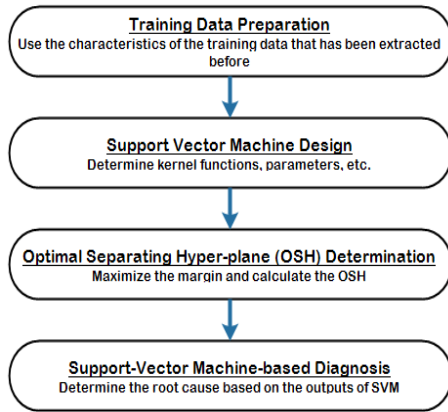 Training Data Preparation
Use the characteristics of the training data that has been extracted
before
Support Vector Machine Design
Determine kernel functions, parameters, etc.
Optimal Separating Hyper-plane (OSH) Determination
Maximize the margin and calculate the OSH
Support-Vector Machine-based Diagnosis
Determine the root cause based on the outputs of SVM